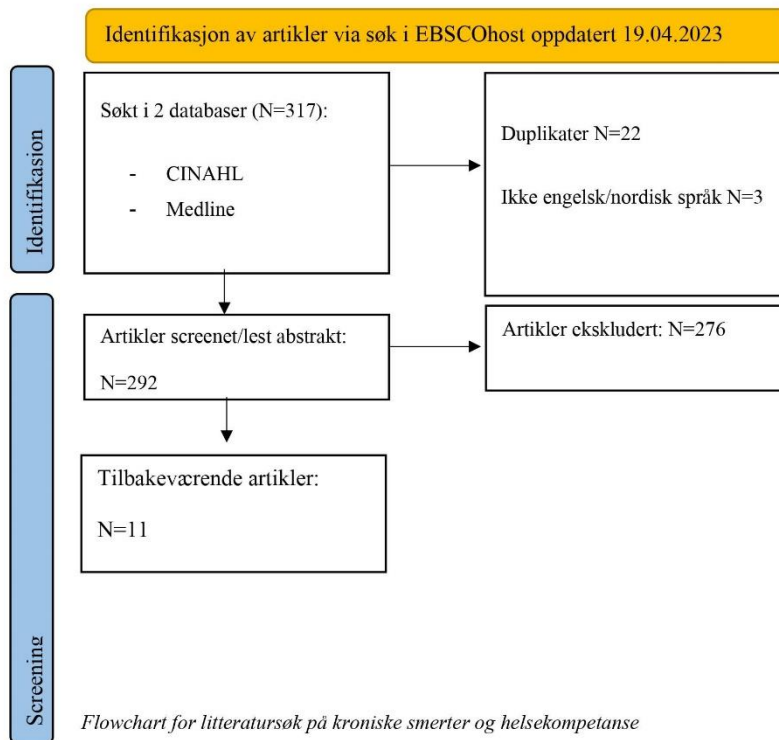 Identifikasjon av artikler via søk i EBSCOhost oppdatert 19.04.2023
Identifikasjon
Søkt i 2 databaser (N=317):
- CINAHL
- Medline
Duplikater N=22
Ikke engelsk/nordisk språk N=3
Screening
Artikler screenet/lest abstrakt:
N=292
Artikler ekskludert: N=276
Tilbakeværende artikler:
N=11
Flowchart for litteratursøk på kroniske smerter og helsekompetanse